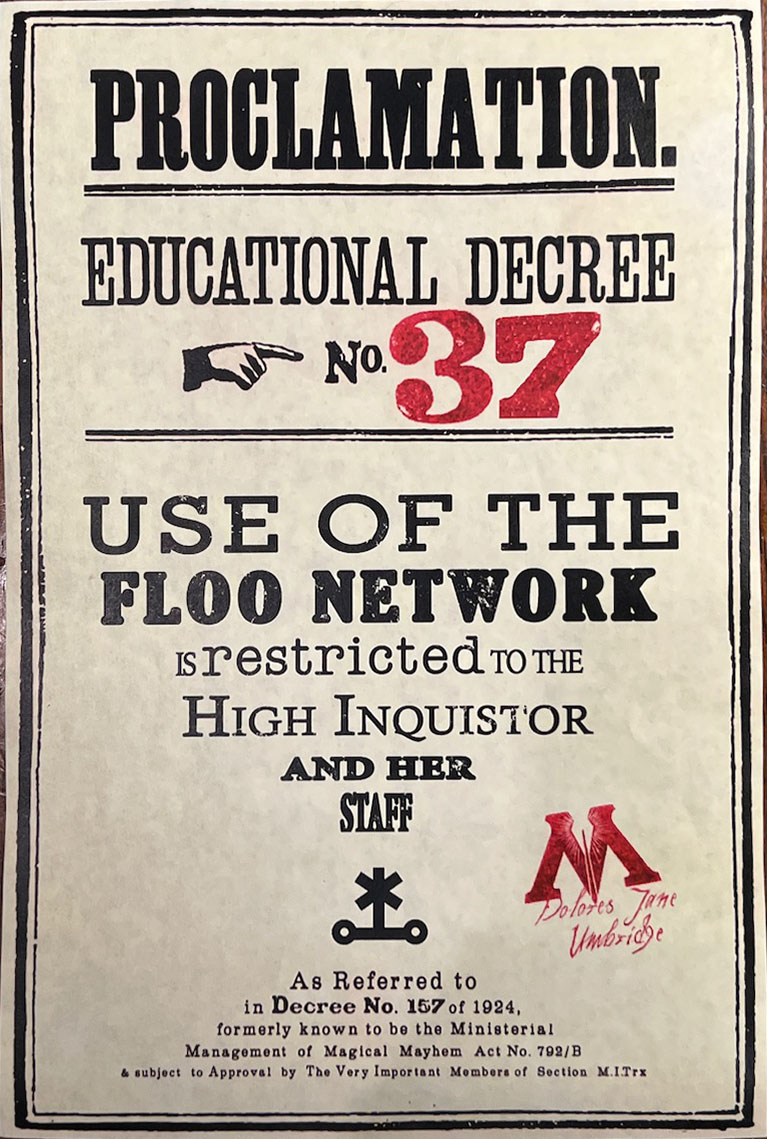 PROCLAMATION.
EDUCATIONAL DECREE
No. 37
USE OF THE
FLOO NETWORK
IS restricted TO THE
HIGH INQUISTOR
AND HER
STAFF
M
Dolores Jane
Umbridge
As Referred to
in Decree No. 157 of 1924,
formerly known to be the Ministerial
Management of Magical Mayhem Act No. 792/B
& subject to Approval by The Very Important Members of Section M.I.Trx